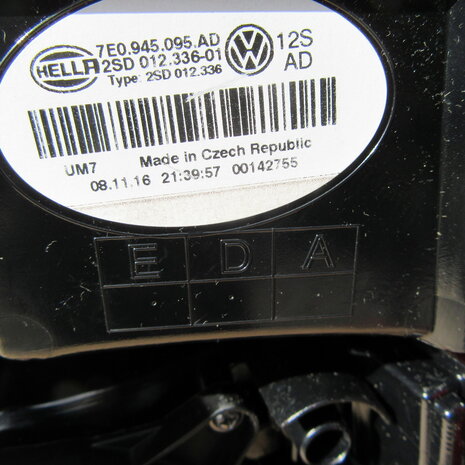 7E0.945.095.AD
HELLA 2SD 012.336-01 VW 12S
Type: 2SD 012.336 AD
UM7 Made in Czech Republic
08.11.16 21:39:57 00142755
E D A